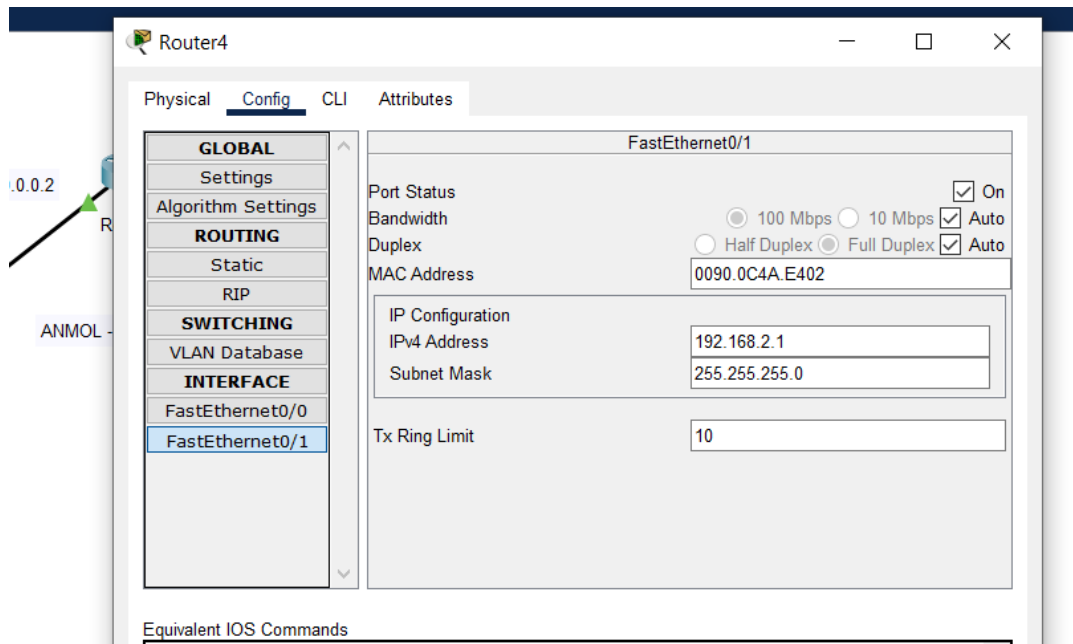 Router4
Physical Config CLI Attributes
GLOBAL
Settings
Algorithm Settings
ROUTING
Static
RIP
SWITCHING
VLAN Database
INTERFACE
FastEthernet0/0
FastEthernet0/1
FastEthernet0/1
Port Status On
Bandwidth 100 Mbps 10 Mbps Auto
Duplex Half Duplex Full Duplex Auto
MAC Address 0090.0C4A.E402
IP Configuration
IPv4 Address 192.168.2.1
Subnet Mask 255.255.255.0
Tx Ring Limit 10
Equivalent IOS Commands
.0.0.2
R
ANMOL -